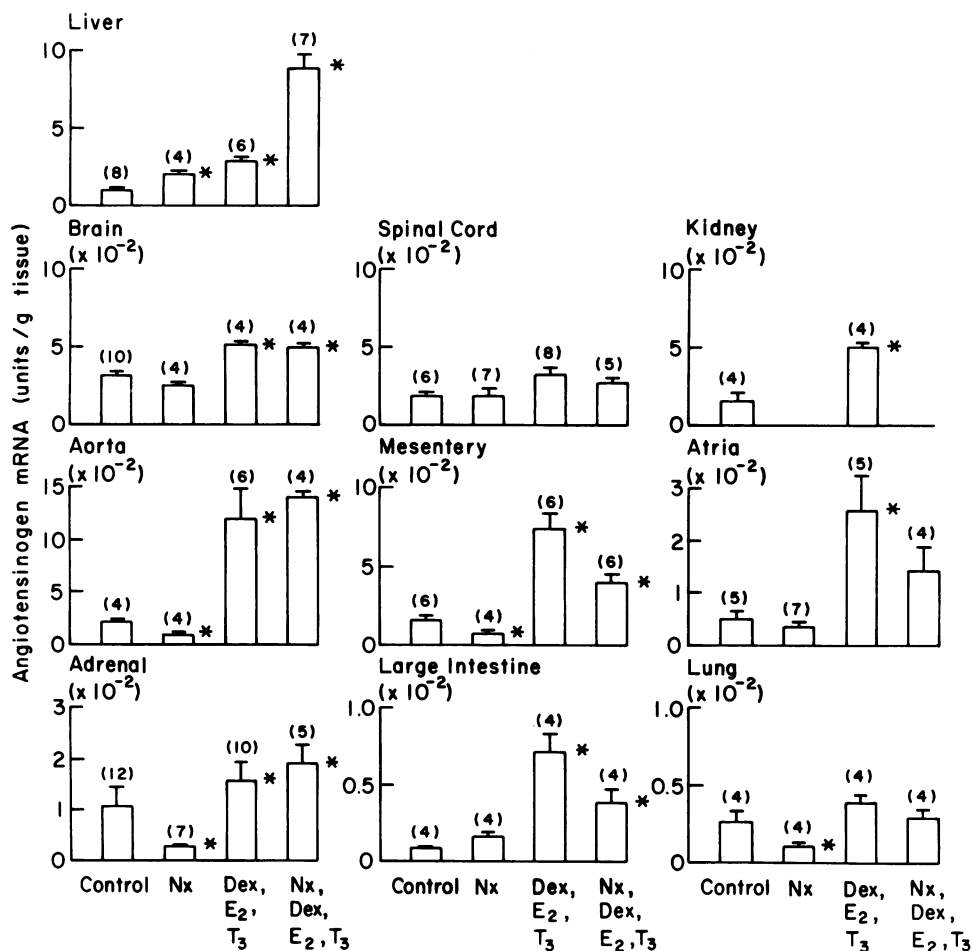 Angiotensinogen mRNA (units/g tissue)
Liver
10
5
0
(8)
(4)
*
(6)
*
(7)
*
Brain
(x 10⁻²)
10
5
0
(10)
(4)
(4)
*
(4)
*
Spinal Cord
(x 10⁻²)
10
5
0
(6)
(7)
(8)
(5)
Kidney
(x 10⁻²)
10
5
0
(4)
(4)
*
Aorta
(x 10⁻²)
15
10
5
0
(4)
(4)
*
(6)
*
(4)
*
Mesentery
(x 10⁻²)
10
5
0
(6)
(4)
*
(6)
*
(6)
*
Atria
(x 10⁻²)
3
2
1
0
(5)
(7)
(5)
*
(4)
Adrenal
(x 10⁻²)
3
2
1
0
(12)
(7)
*
(10)
*
(5)
*
Large Intestine
(x 10⁻²)
1.0
0.5
0
(4)
(4)
(4)
*
(4)
*
Lung
(x 10⁻²)
1.0
0.5
0
(4)
(4)
*
(4)
(4)
Control
Nx
Dex,
E₂,
T₃
Nx,
Dex,
E₂,T₃
Control
Nx
Dex,
E₂,
T₃
Nx,
Dex,
E₂,T₃
Control
Nx
Dex,
E₂,
T₃
Nx,
Dex,
E₂,T₃